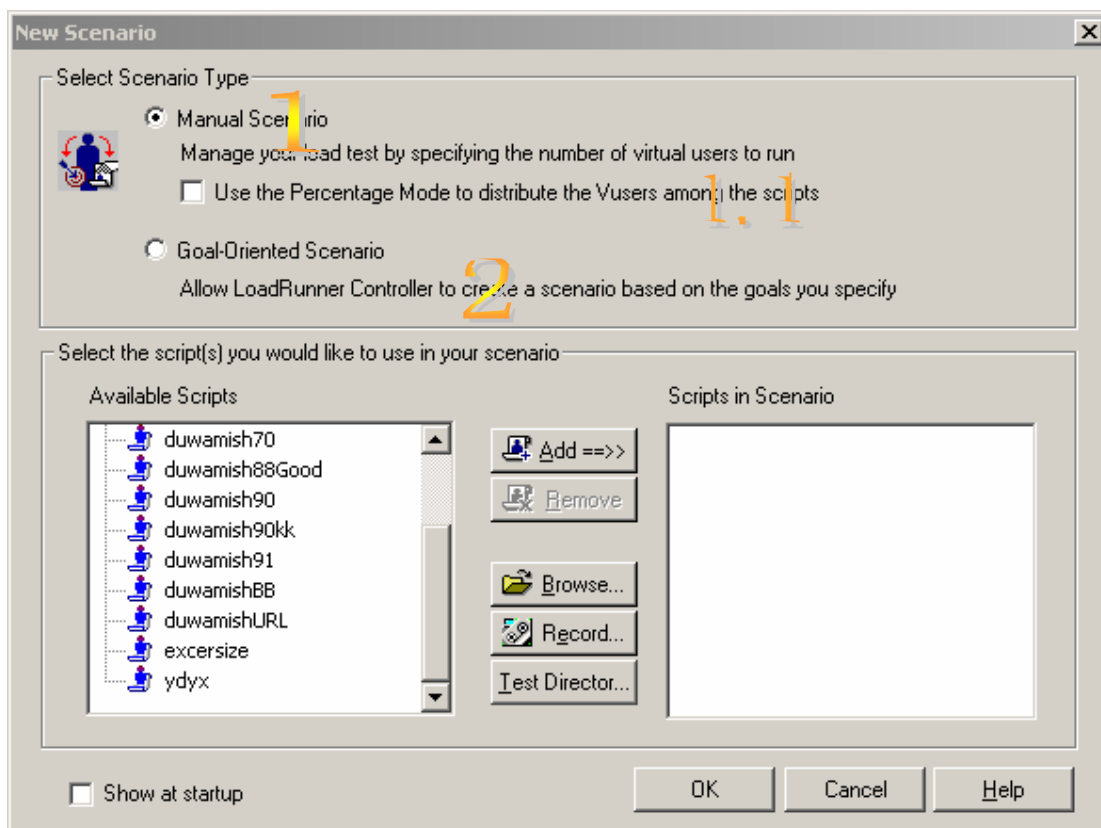 New Scenario
Select Scenario Type
Manual Scenario
1
Manage your load test by specifying the number of virtual users to run
Use the Percentage Mode to distribute the Vusers among the scripts
1.1
Goal-Oriented Scenario
2
Allow LoadRunner Controller to create a scenario based on the goals you specify
Select the script(s) you would like to use in your scenario
Available Scripts
duwamish70
duwamish88Good
duwamish90
duwamish90kk
duwamish91
duwamishBB
duwamishURL
excersize
ydyx
Add ==>>
Remove
Browse...
Record...
Test Director...
Scripts in Scenario
Show at startup
OK
Cancel
Help